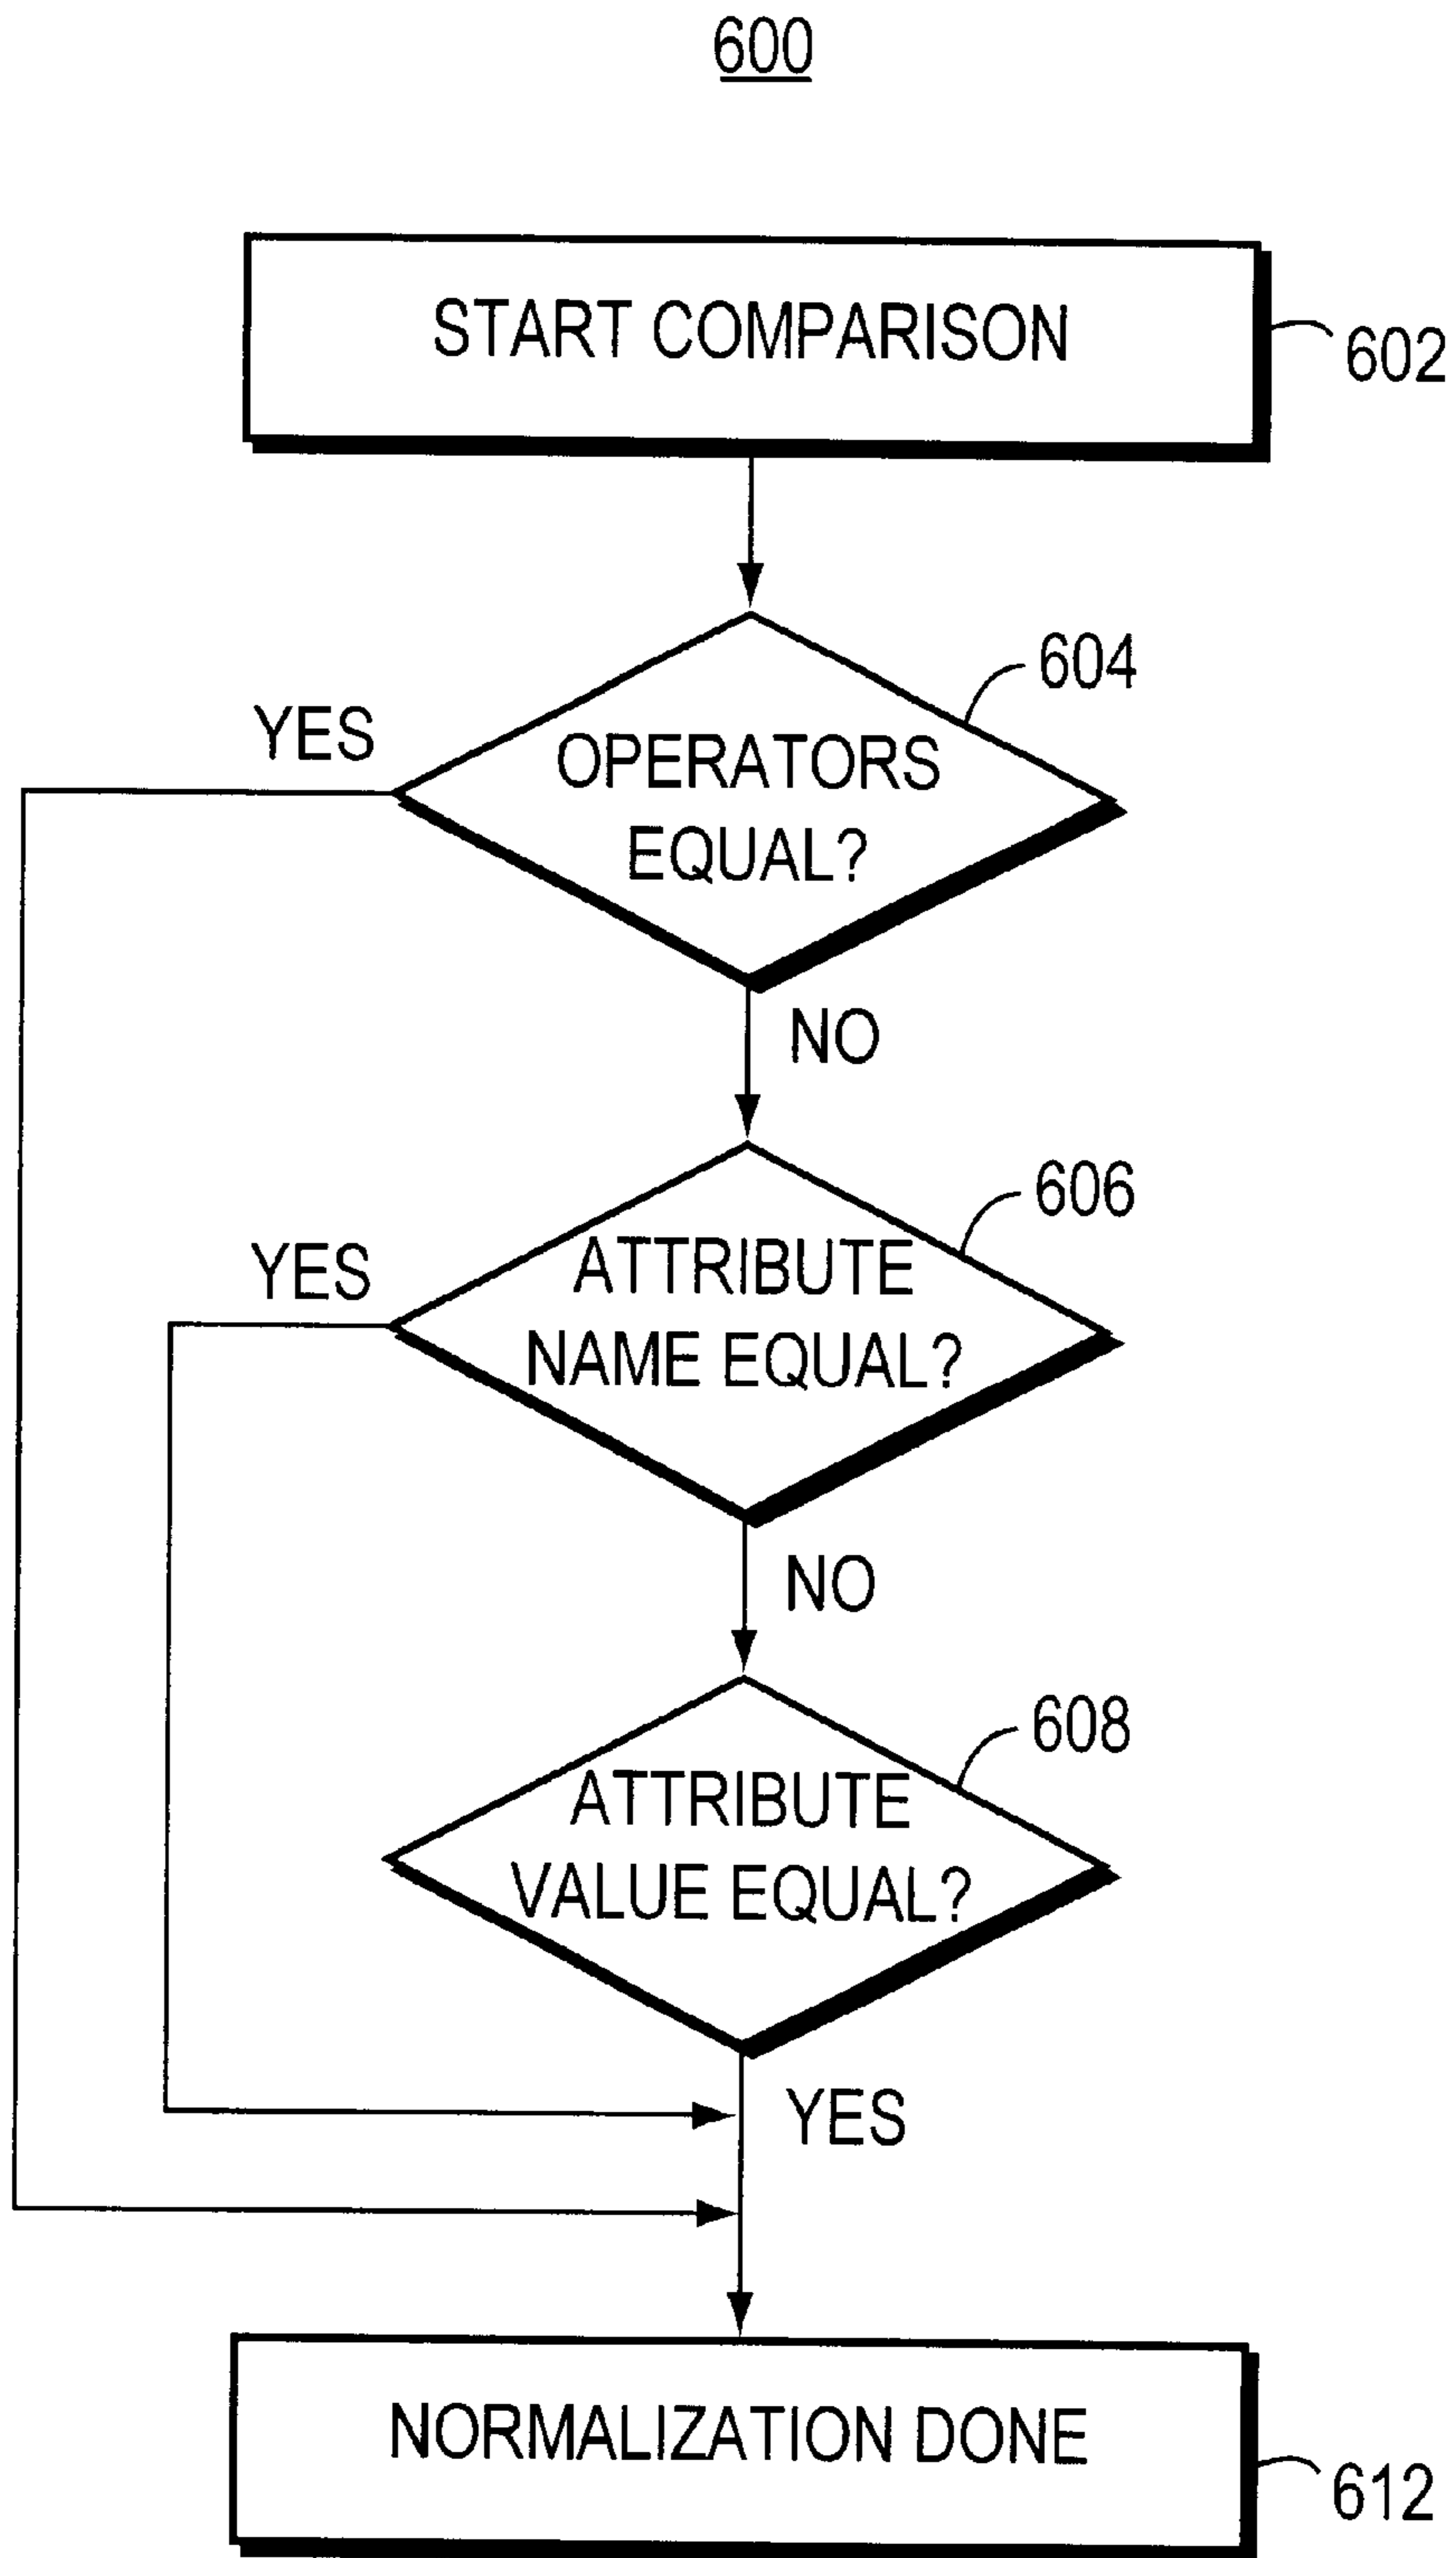 600
START COMPARISON
602
604
YES
OPERATORS
EQUAL?
NO
606
YES
ATTRIBUTE
NAME EQUAL?
NO
608
ATTRIBUTE
VALUE EQUAL?
YES
NORMALIZATION DONE
612